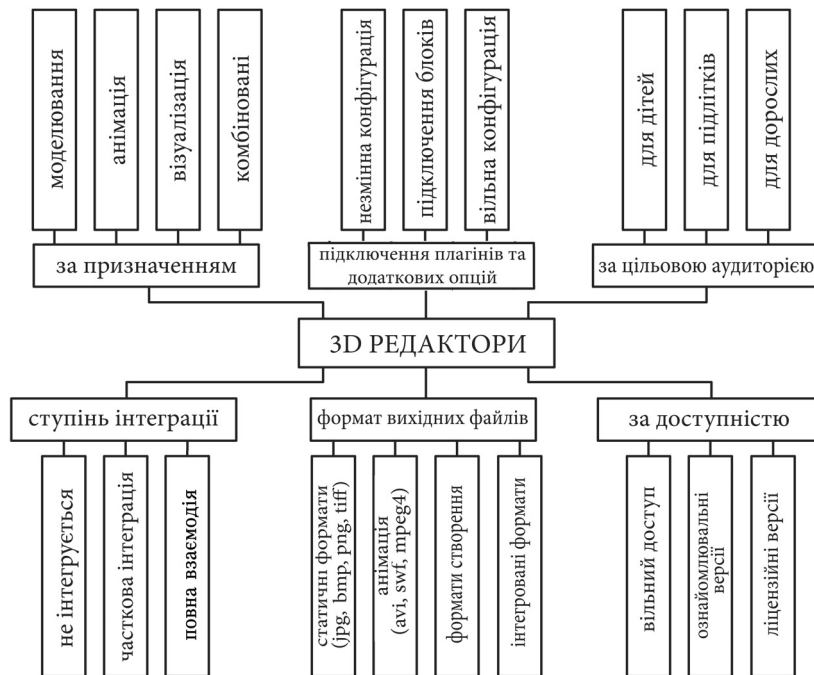 моделювання
анімація
візуалізація
комбіновані
за призначенням
незмінна конфігурація
підключення блоків
вільна конфігурація
підключення плагінів та
додаткових опцій
для дітей
для підлітків
для дорослих
за цільовою аудиторією
3D РЕДАКТОРИ
ступінь інтеграції
не інтегрується
часткова інтеграція
повна взаємодія
формат вихідних файлів
статичні формати
(jpg, bmp, png, tiff)
анімація
(avi, swf, mpeg4)
формати створення
інтегровані формати
за доступністю
вільний доступ
ознайомлювальні
версії
ліцензійні версії